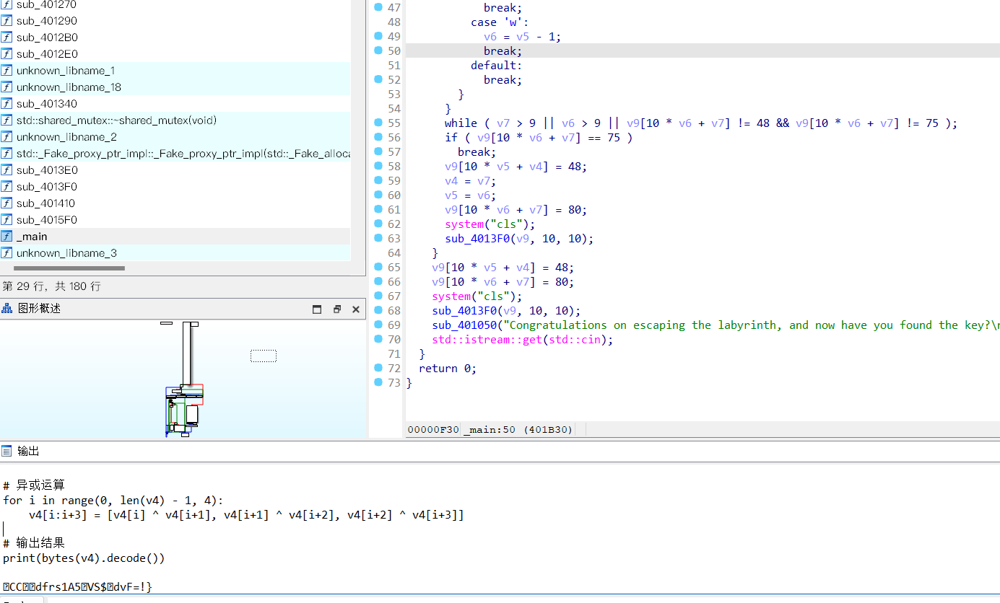 sub_401270
sub_401290
sub_4012B0
sub_4012E0
unknown_libname_1
unknown_libname_18
sub_401340
std::shared_mutex::~shared_mutex(void)
unknown_libname_2
std::_Fake_proxy_ptr_impl::_Fake_proxy_ptr_impl(std::_Fake_alloca
sub_4013E0
sub_4013F0
sub_401410
sub_4015F0
_main
unknown_libname_3
第 29 行，共 180 行
图形概述
47 break;
48 case 'w':
49 v6 = v5 - 1;
50 break;
51 default:
52 break;
53 }
54 }
55 while ( v7 > 9 || v6 > 9 || v9[10 * v6 + v7] != 48 && v9[10 * v6 + v7] != 75 );
56 if ( v9[10 * v6 + v7] == 75 )
57 break;
58 v9[10 * v5 + v4] = 48;
59 v4 = v7;
60 v5 = v6;
61 v9[10 * v6 + v7] = 80;
62 system("cls");
63 sub_4013F0(v9, 10, 10);
64 }
65 v9[10 * v5 + v4] = 48;
66 v9[10 * v6 + v7] = 80;
67 system("cls");
68 sub_4013F0(v9, 10, 10);
69 sub_401050("Congratulations on escaping the labyrinth, and now have you found the key?\r
70 std::istream::get(std::cin);
71 }
72 return 0;
73 }
00000F30 _main:50 (401B30)
输出
# 异或运算
for i in range(0, len(v4) - 1, 4):
v4[i:i+3] = [v4[i] ^ v4[i+1], v4[i+1] ^ v4[i+2], v4[i+2] ^ v4[i+3]]
# 输出结果
print(bytes(v4).decode())
CCdfrs1A5VS$dvF=!}